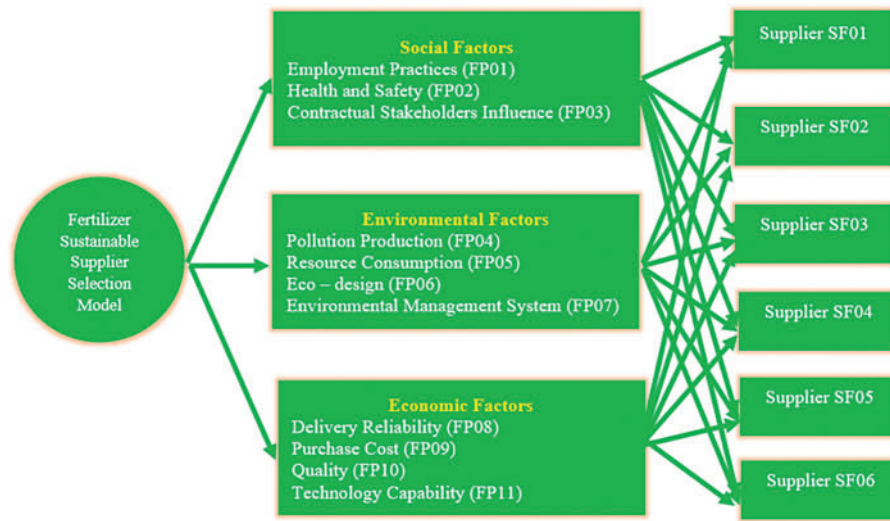 Fertilizer
Sustainable
Supplier
Selection
Model
Social Factors
Employment Practices (FP01)
Health and Safety (FP02)
Contractual Stakeholders Influence (FP03)
Environmental Factors
Pollution Production (FP04)
Resource Consumption (FP05)
Eco – design (FP06)
Environmental Management System (FP07)
Economic Factors
Delivery Reliability (FP08)
Purchase Cost (FP09)
Quality (FP10)
Technology Capability (FP11)
Supplier SF01
Supplier SF02
Supplier SF03
Supplier SF04
Supplier SF05
Supplier SF06